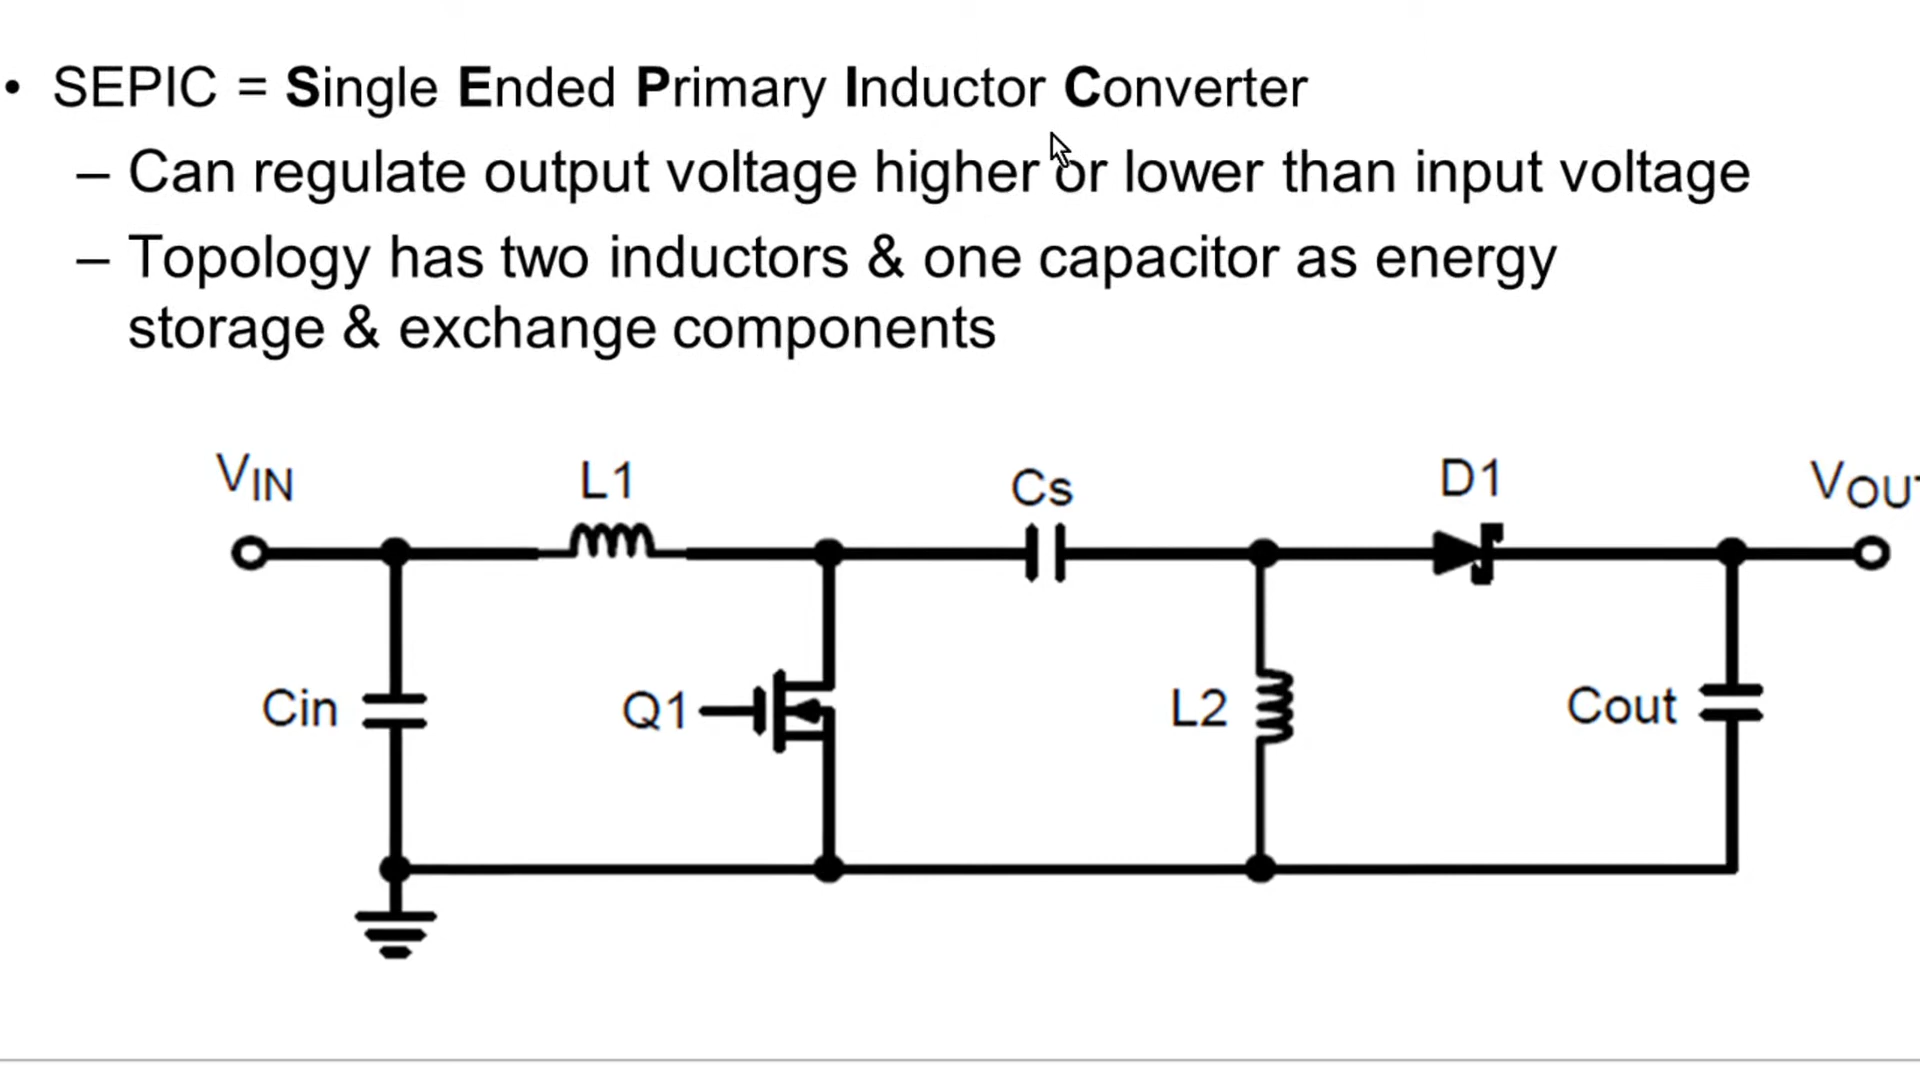 • SEPIC = Single Ended Primary Inductor Converter
– Can regulate output voltage higher or lower than input voltage
– Topology has two inductors & one capacitor as energy
storage & exchange components
VIN
L1
Cs
D1
VOUT
Cin
Q1
L2
Cout